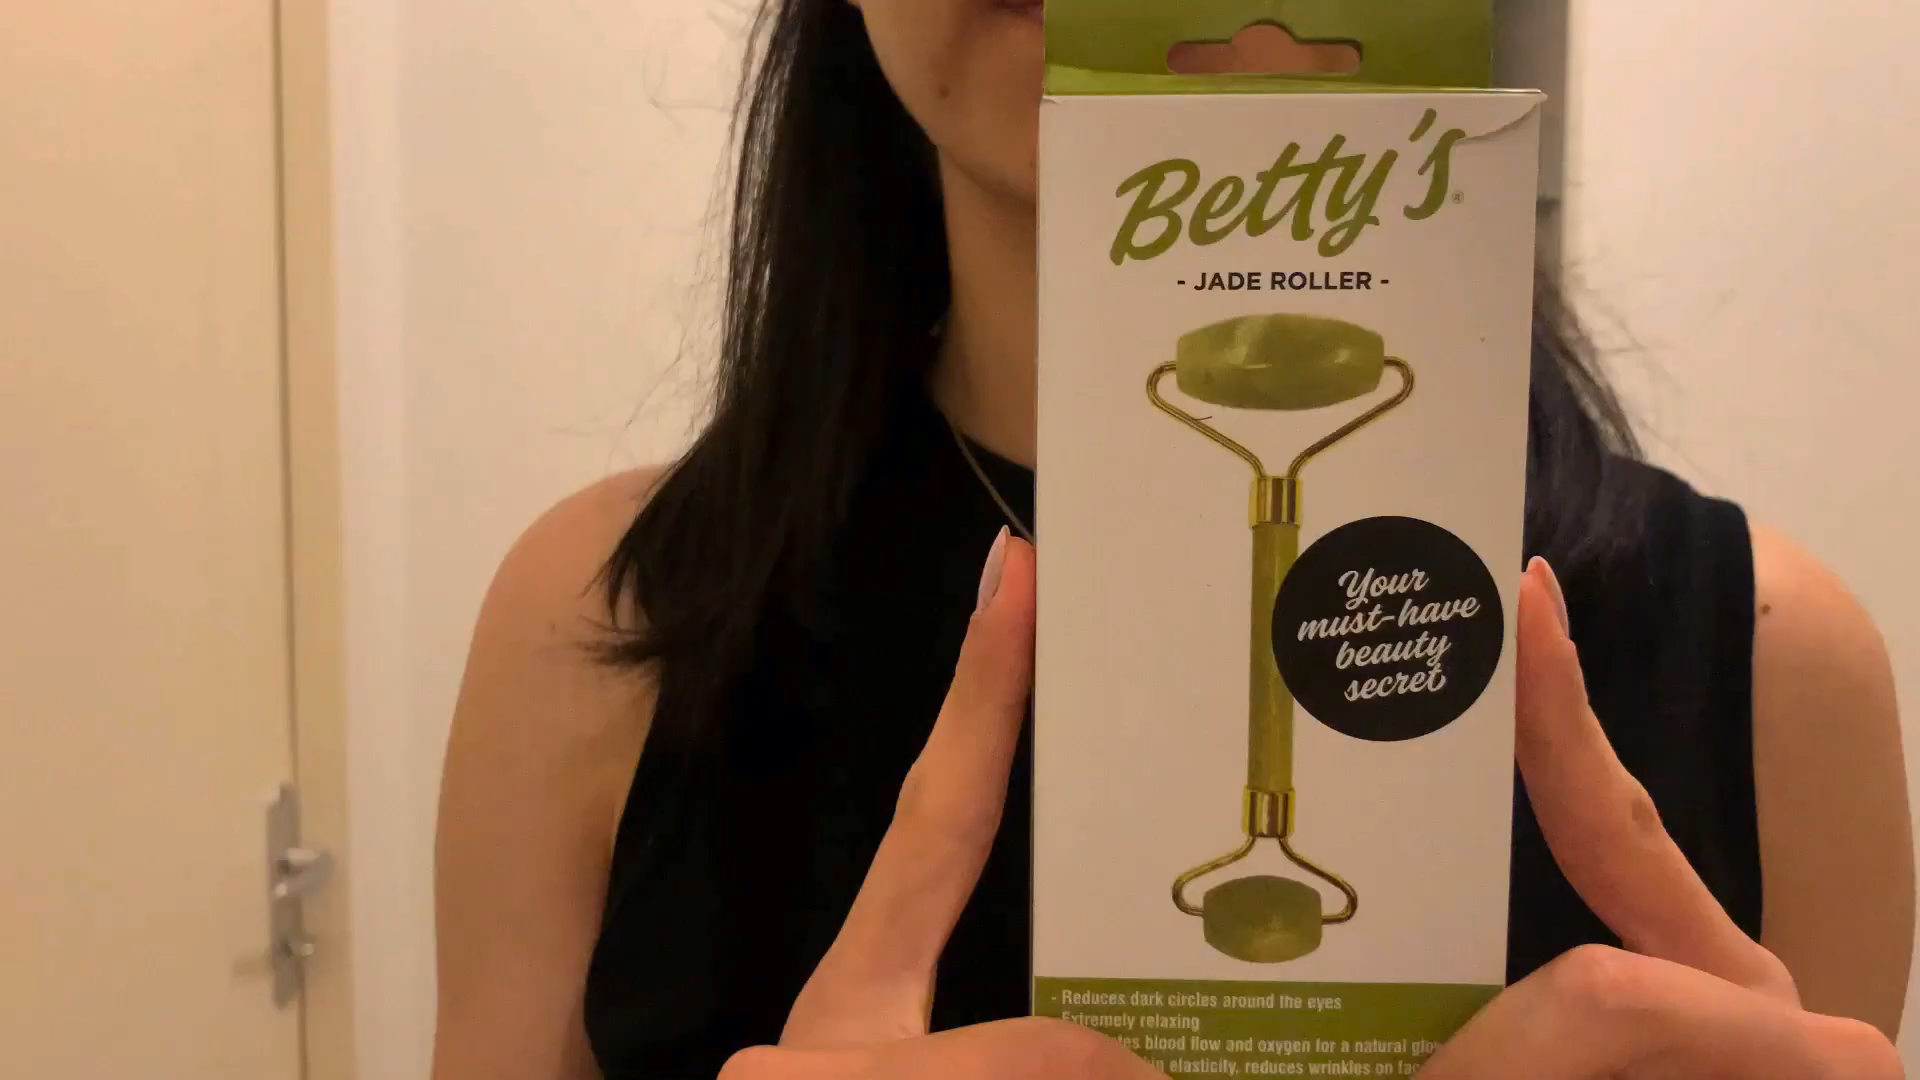 Betty's®
- JADE ROLLER -
Your
must-have
beauty
secret
- Reduces dark circles around the eyes
Extremely relaxing
blood flow and oxygen for a natural
elasticity, reduces wrinkles on